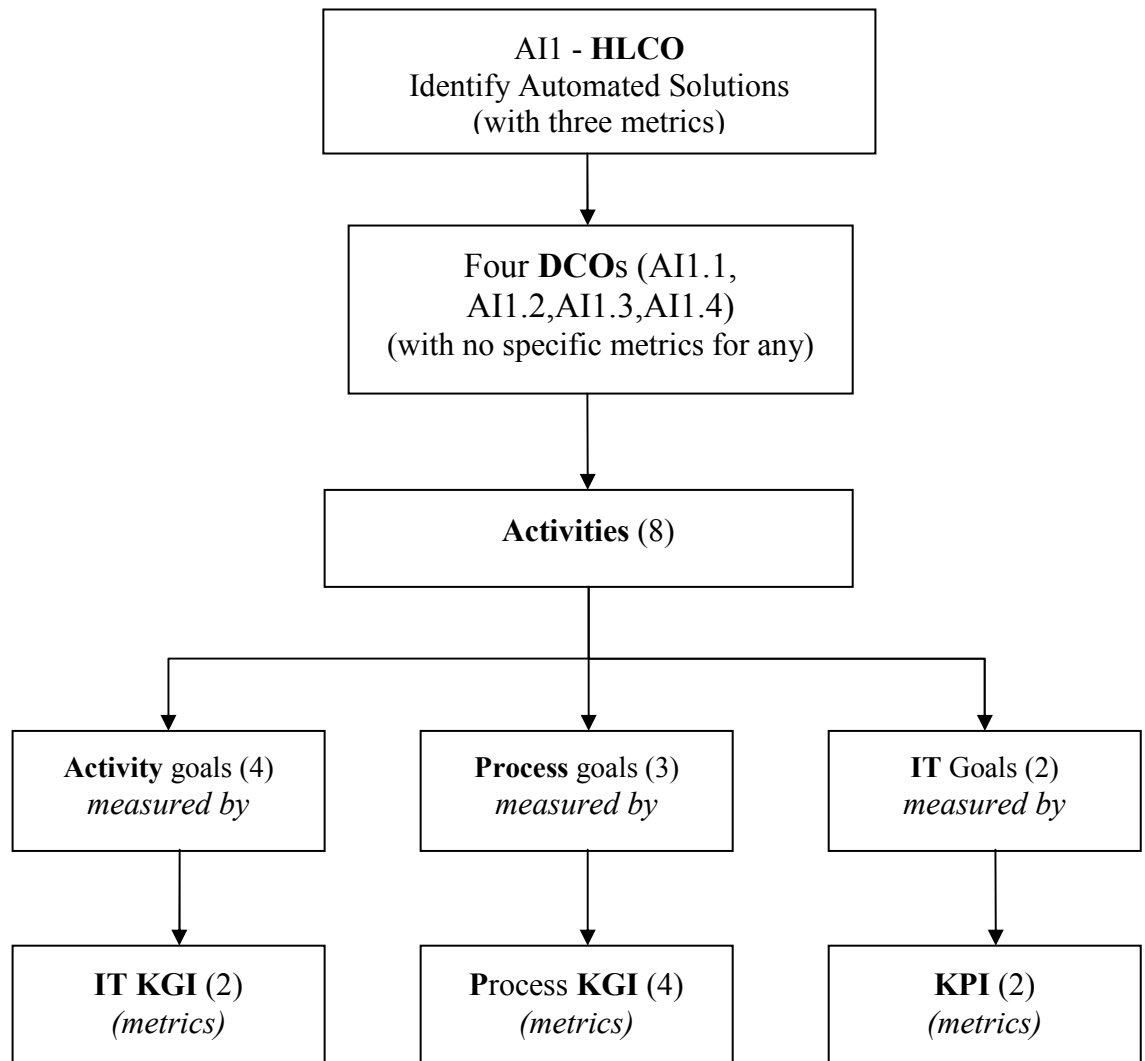 AI1 - HLCO
Identify Automated Solutions
(with three metrics)
Four DCOs (AI1.1,
AI1.2,AI1.3,AI1.4)
(with no specific metrics for any)
Activities (8)
Activity goals (4)
measured by
Process goals (3)
measured by
IT Goals (2)
measured by
IT KGI (2)
(metrics)
Process KGI (4)
(metrics)
KPI (2)
(metrics)